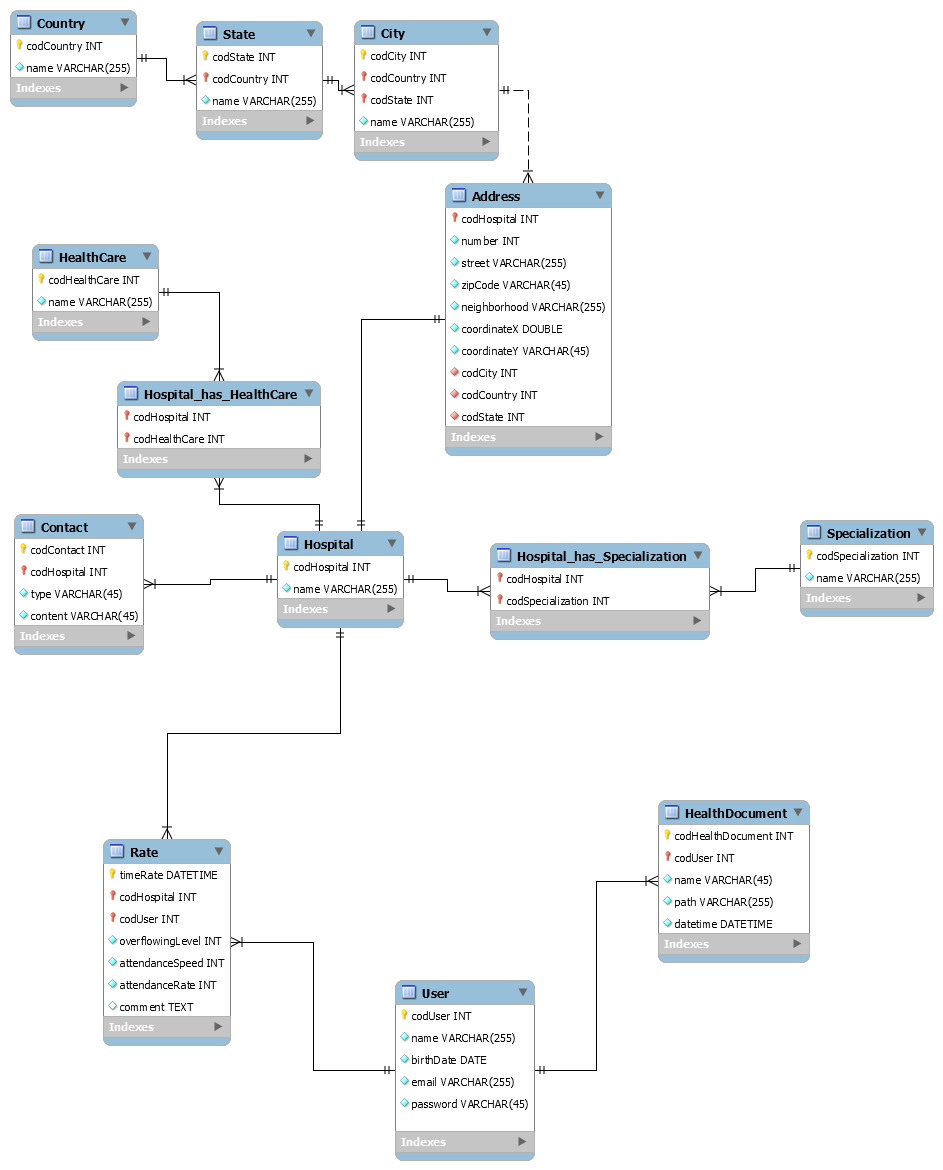 Country
codCountry INT
name VARCHAR(255)
Indexes
State
codState INT
codCountry INT
name VARCHAR(255)
Indexes
City
codCity INT
codCountry INT
codState INT
name VARCHAR(255)
Indexes
Address
codHospital INT
number INT
street VARCHAR(255)
zipCode VARCHAR(45)
neighborhood VARCHAR(255)
coordinateX DOUBLE
coordinateY VARCHAR(45)
codCity INT
codCountry INT
codState INT
Indexes
HealthCare
codHealthCare INT
name VARCHAR(255)
Indexes
Hospital_has_HealthCare
codHospital INT
codHealthCare INT
Indexes
Contact
codContact INT
codHospital INT
type VARCHAR(45)
content VARCHAR(45)
Indexes
Hospital
codHospital INT
name VARCHAR(255)
Indexes
Hospital_has_Specialization
codHospital INT
codSpecialization INT
Indexes
Specialization
codSpecialization INT
name VARCHAR(255)
Indexes
Rate
timeRate DATETIME
codHospital INT
codUser INT
overflowingLevel INT
attendanceSpeed INT
attendanceRate INT
comment TEXT
Indexes
HealthDocument
codHealthDocument INT
codUser INT
name VARCHAR(45)
path VARCHAR(255)
datetime DATETIME
Indexes
User
codUser INT
name VARCHAR(255)
birthDate DATE
email VARCHAR(255)
password VARCHAR(45)
Indexes